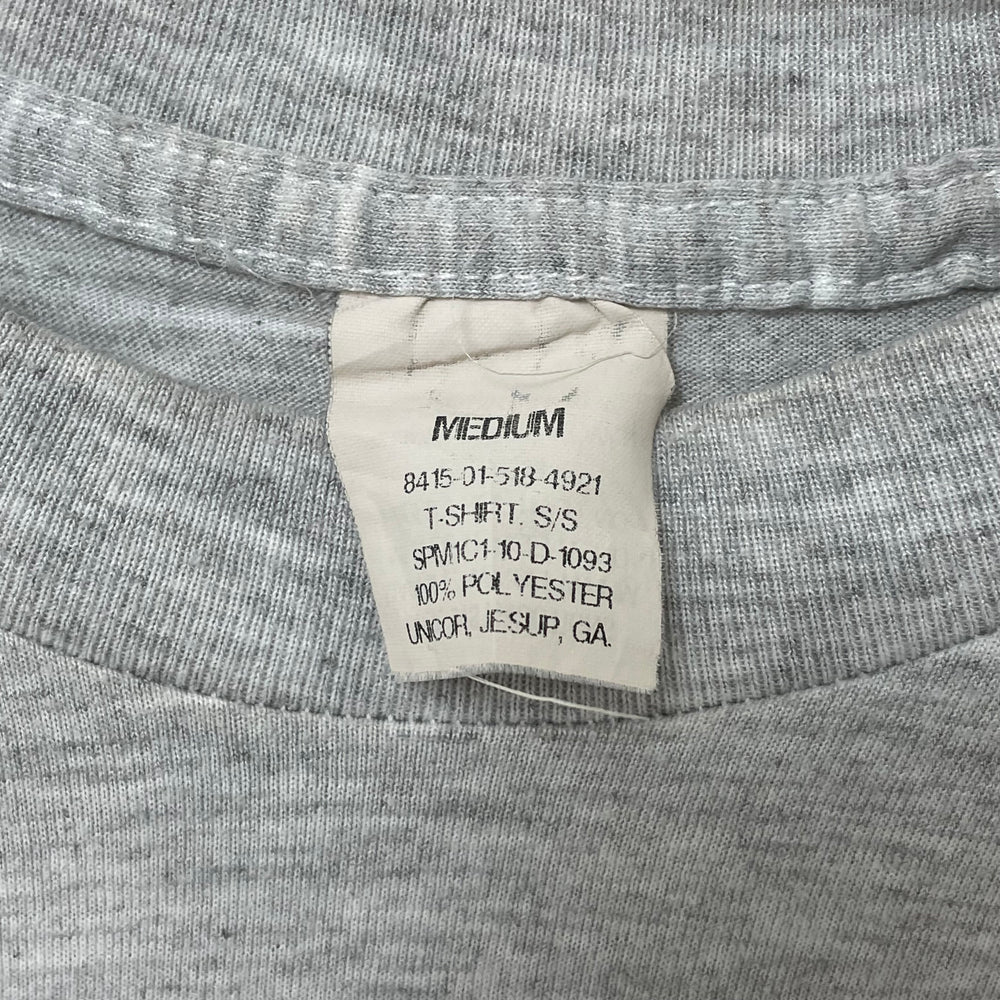 MEDIUM
8415-01-518-4921
T-SHIRT. S/S
SPM1C1-10-D-1093
100% POLYESTER
UNICOR, JESUP, GA.